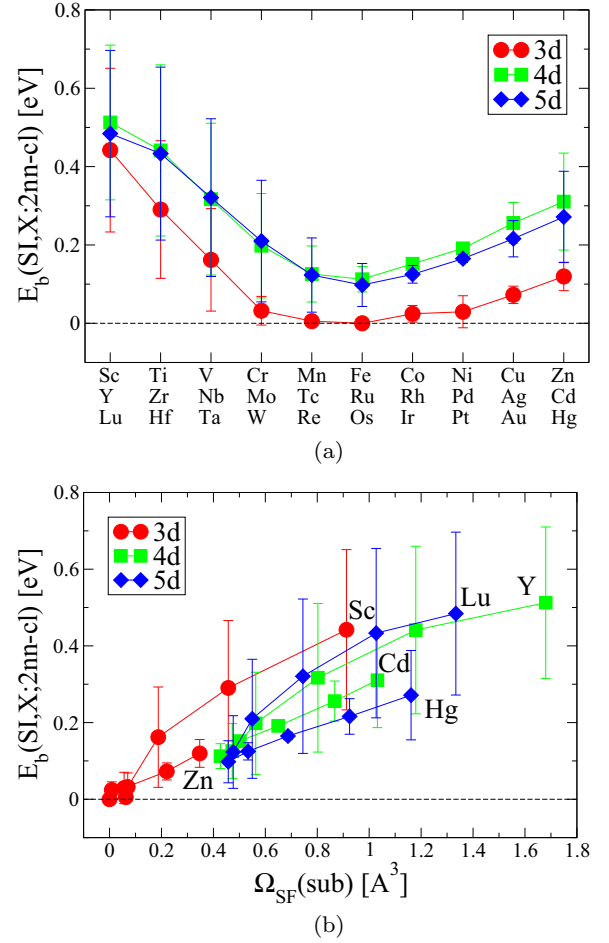 0.8
0.6
0.4
0.2
0
E_b(SI,X;2nn-cl) [eV]
3d
4d
5d
Sc Ti V Cr Mn Fe Co Ni Cu Zn
Y Zr Nb Mo Tc Ru Rh Pd Ag Cd
Lu Hf Ta W Re Os Ir Pt Au Hg
(a)
0.8
0.6
0.4
0.2
0
E_b(SI,X;2nn-cl) [eV]
3d
4d
5d
Sc
Lu
Y
Cd
Hg
Zn
0 0.2 0.4 0.6 0.8 1 1.2 1.4 1.6 1.8
Ω_SF(sub) [A^3]
(b)